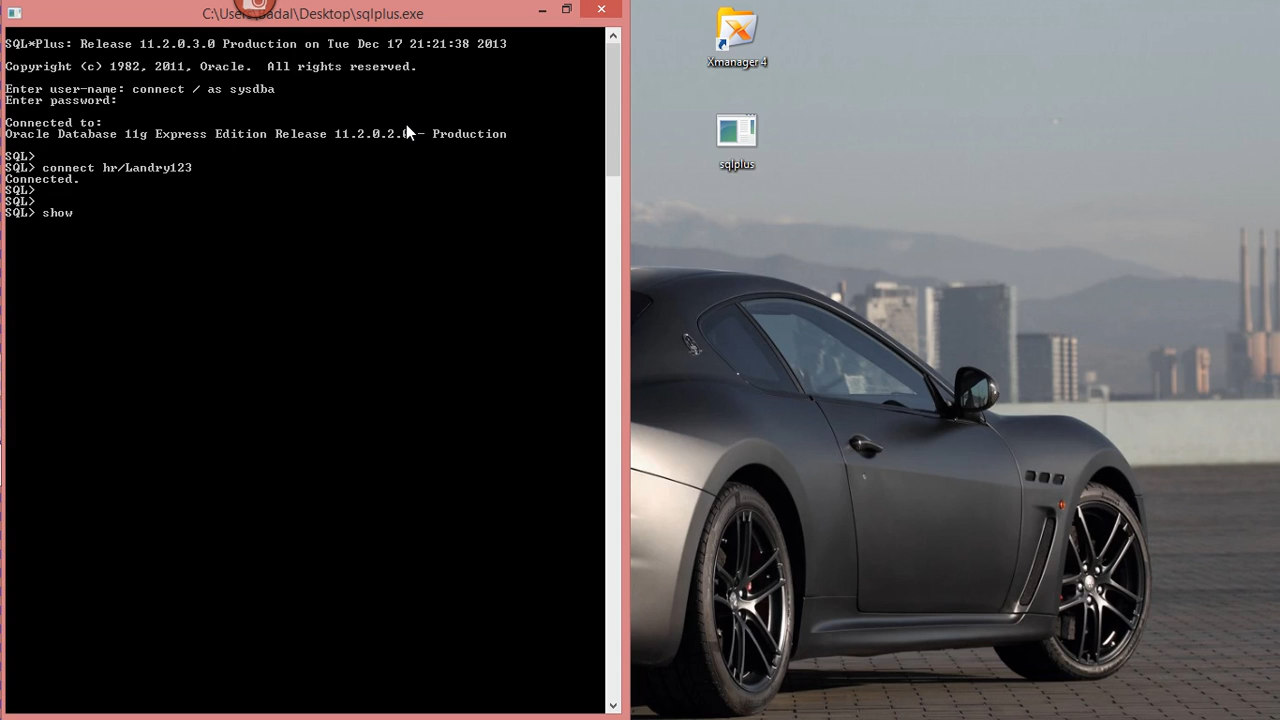 C:\Users\Badal\Desktop\sqlplus.exe
SQL*Plus: Release 11.2.0.3.0 Production on Tue Dec 17 21:21:38 2013
Copyright (c) 1982, 2011, Oracle.  All rights reserved.
Enter user-name: connect / as sysdba
Enter password:
Connected to:
Oracle Database 11g Express Edition Release 11.2.0.2.0 - Production
SQL>
SQL> connect hr/Landry123
Connected.
SQL>
SQL>
SQL> show
Xmanager 4
sqlplus